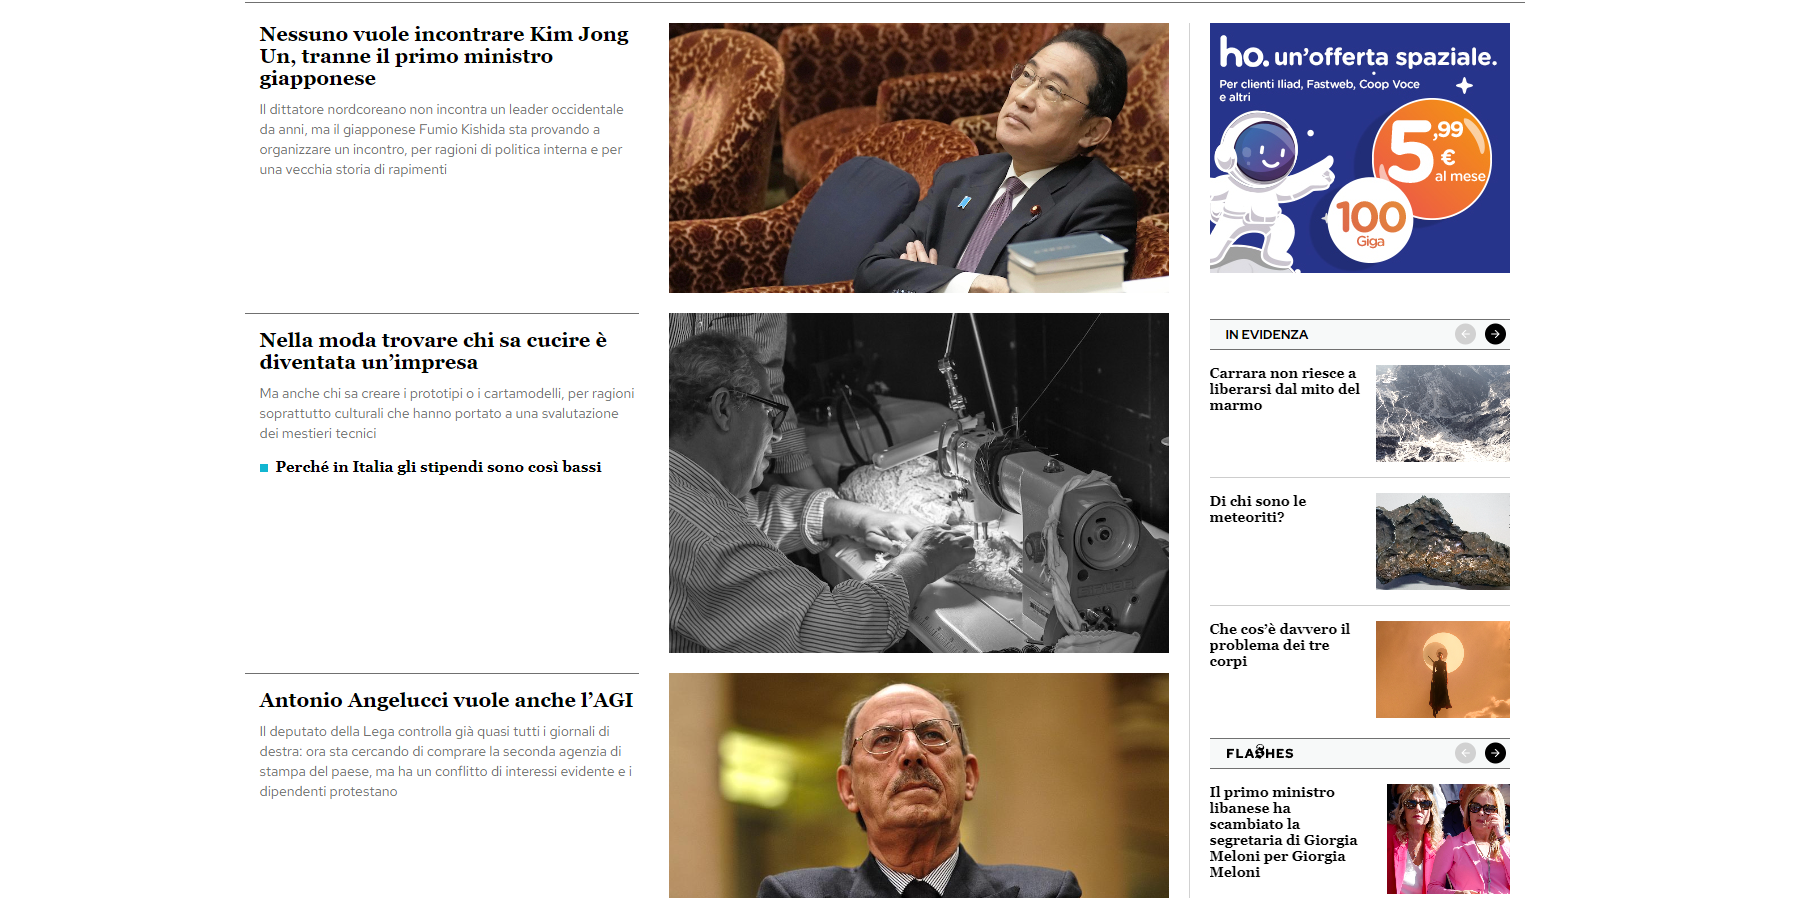 Nessuno vuole incontrare Kim Jong
Un, tranne il primo ministro
giapponese
Il dittatore nordcoreano non incontra un leader occidentale
da anni, ma il giapponese Fumio Kishida sta provando a
organizzare un incontro, per ragioni di politica interna e per
una vecchia storia di rapimenti
Nella moda trovare chi sa cucire è
diventata un’impresa
Ma anche chi sa creare i prototipi o i cartamodelli, per ragioni
soprattutto culturali che hanno portato a una svalutazione
dei mestieri tecnici
Perché in Italia gli stipendi sono così bassi
Antonio Angelucci vuole anche l’AGI
Il deputato della Lega controlla già quasi tutti i giornali di
destra: ora sta cercando di comprare la seconda agenzia di
stampa del paese, ma ha un conflitto di interessi evidente e i
dipendenti protestano
ho. un’offerta spaziale.
Per clienti Iliad, Fastweb, Coop Voce
e altri
5,99
€
al mese
100
Giga
IN EVIDENZA
Carrara non riesce a
liberarsi dal mito del
marmo
Di chi sono le
meteoriti?
Che cos’è davvero il
problema dei tre
corpi
FLASHES
Il primo ministro
libanese ha
scambiato la
segretaria di Giorgia
Meloni per Giorgia
Meloni